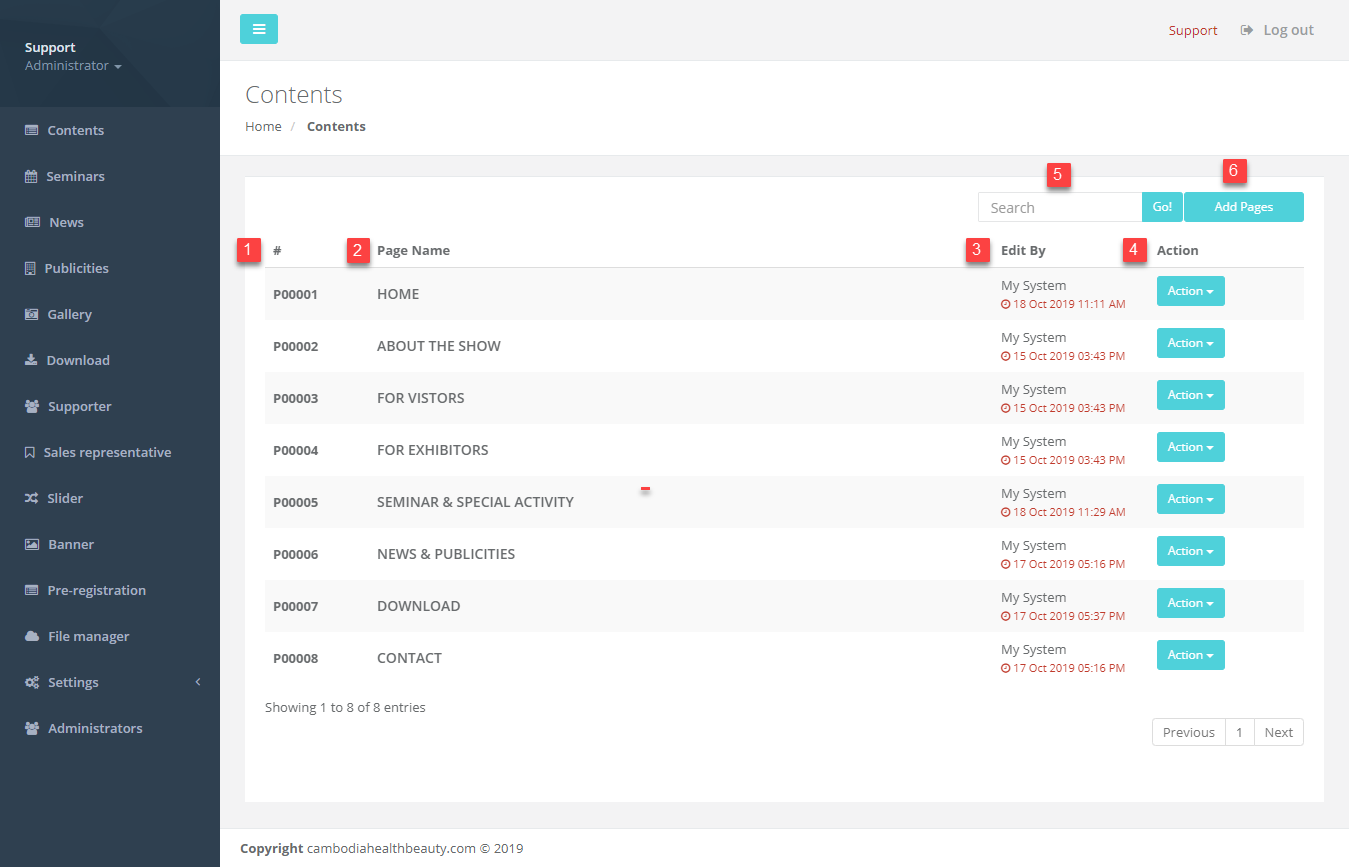 Support
Administrator
Contents
Seminars
News
Publicities
Gallery
Download
Supporter
Sales representative
Slider
Banner
Pre-registration
File manager
Settings
Administrators
Support Log out
Contents
Home / Contents
5 6
Search Go! Add Pages
1 # 2 Page Name 3 Edit By 4 Action
P00001 HOME My System Action
18 Oct 2019 11:11 AM
P00002 ABOUT THE SHOW My System Action
15 Oct 2019 03:43 PM
P00003 FOR VISTORS My System Action
15 Oct 2019 03:43 PM
P00004 FOR EXHIBITORS My System Action
15 Oct 2019 03:43 PM
P00005 SEMINAR & SPECIAL ACTIVITY My System Action
18 Oct 2019 11:29 AM
P00006 NEWS & PUBLICITIES My System Action
17 Oct 2019 05:16 PM
P00007 DOWNLOAD My System Action
17 Oct 2019 05:37 PM
P00008 CONTACT My System Action
17 Oct 2019 05:16 PM
Showing 1 to 8 of 8 entries
Previous 1 Next
Copyright cambodiahealthbeauty.com © 2019